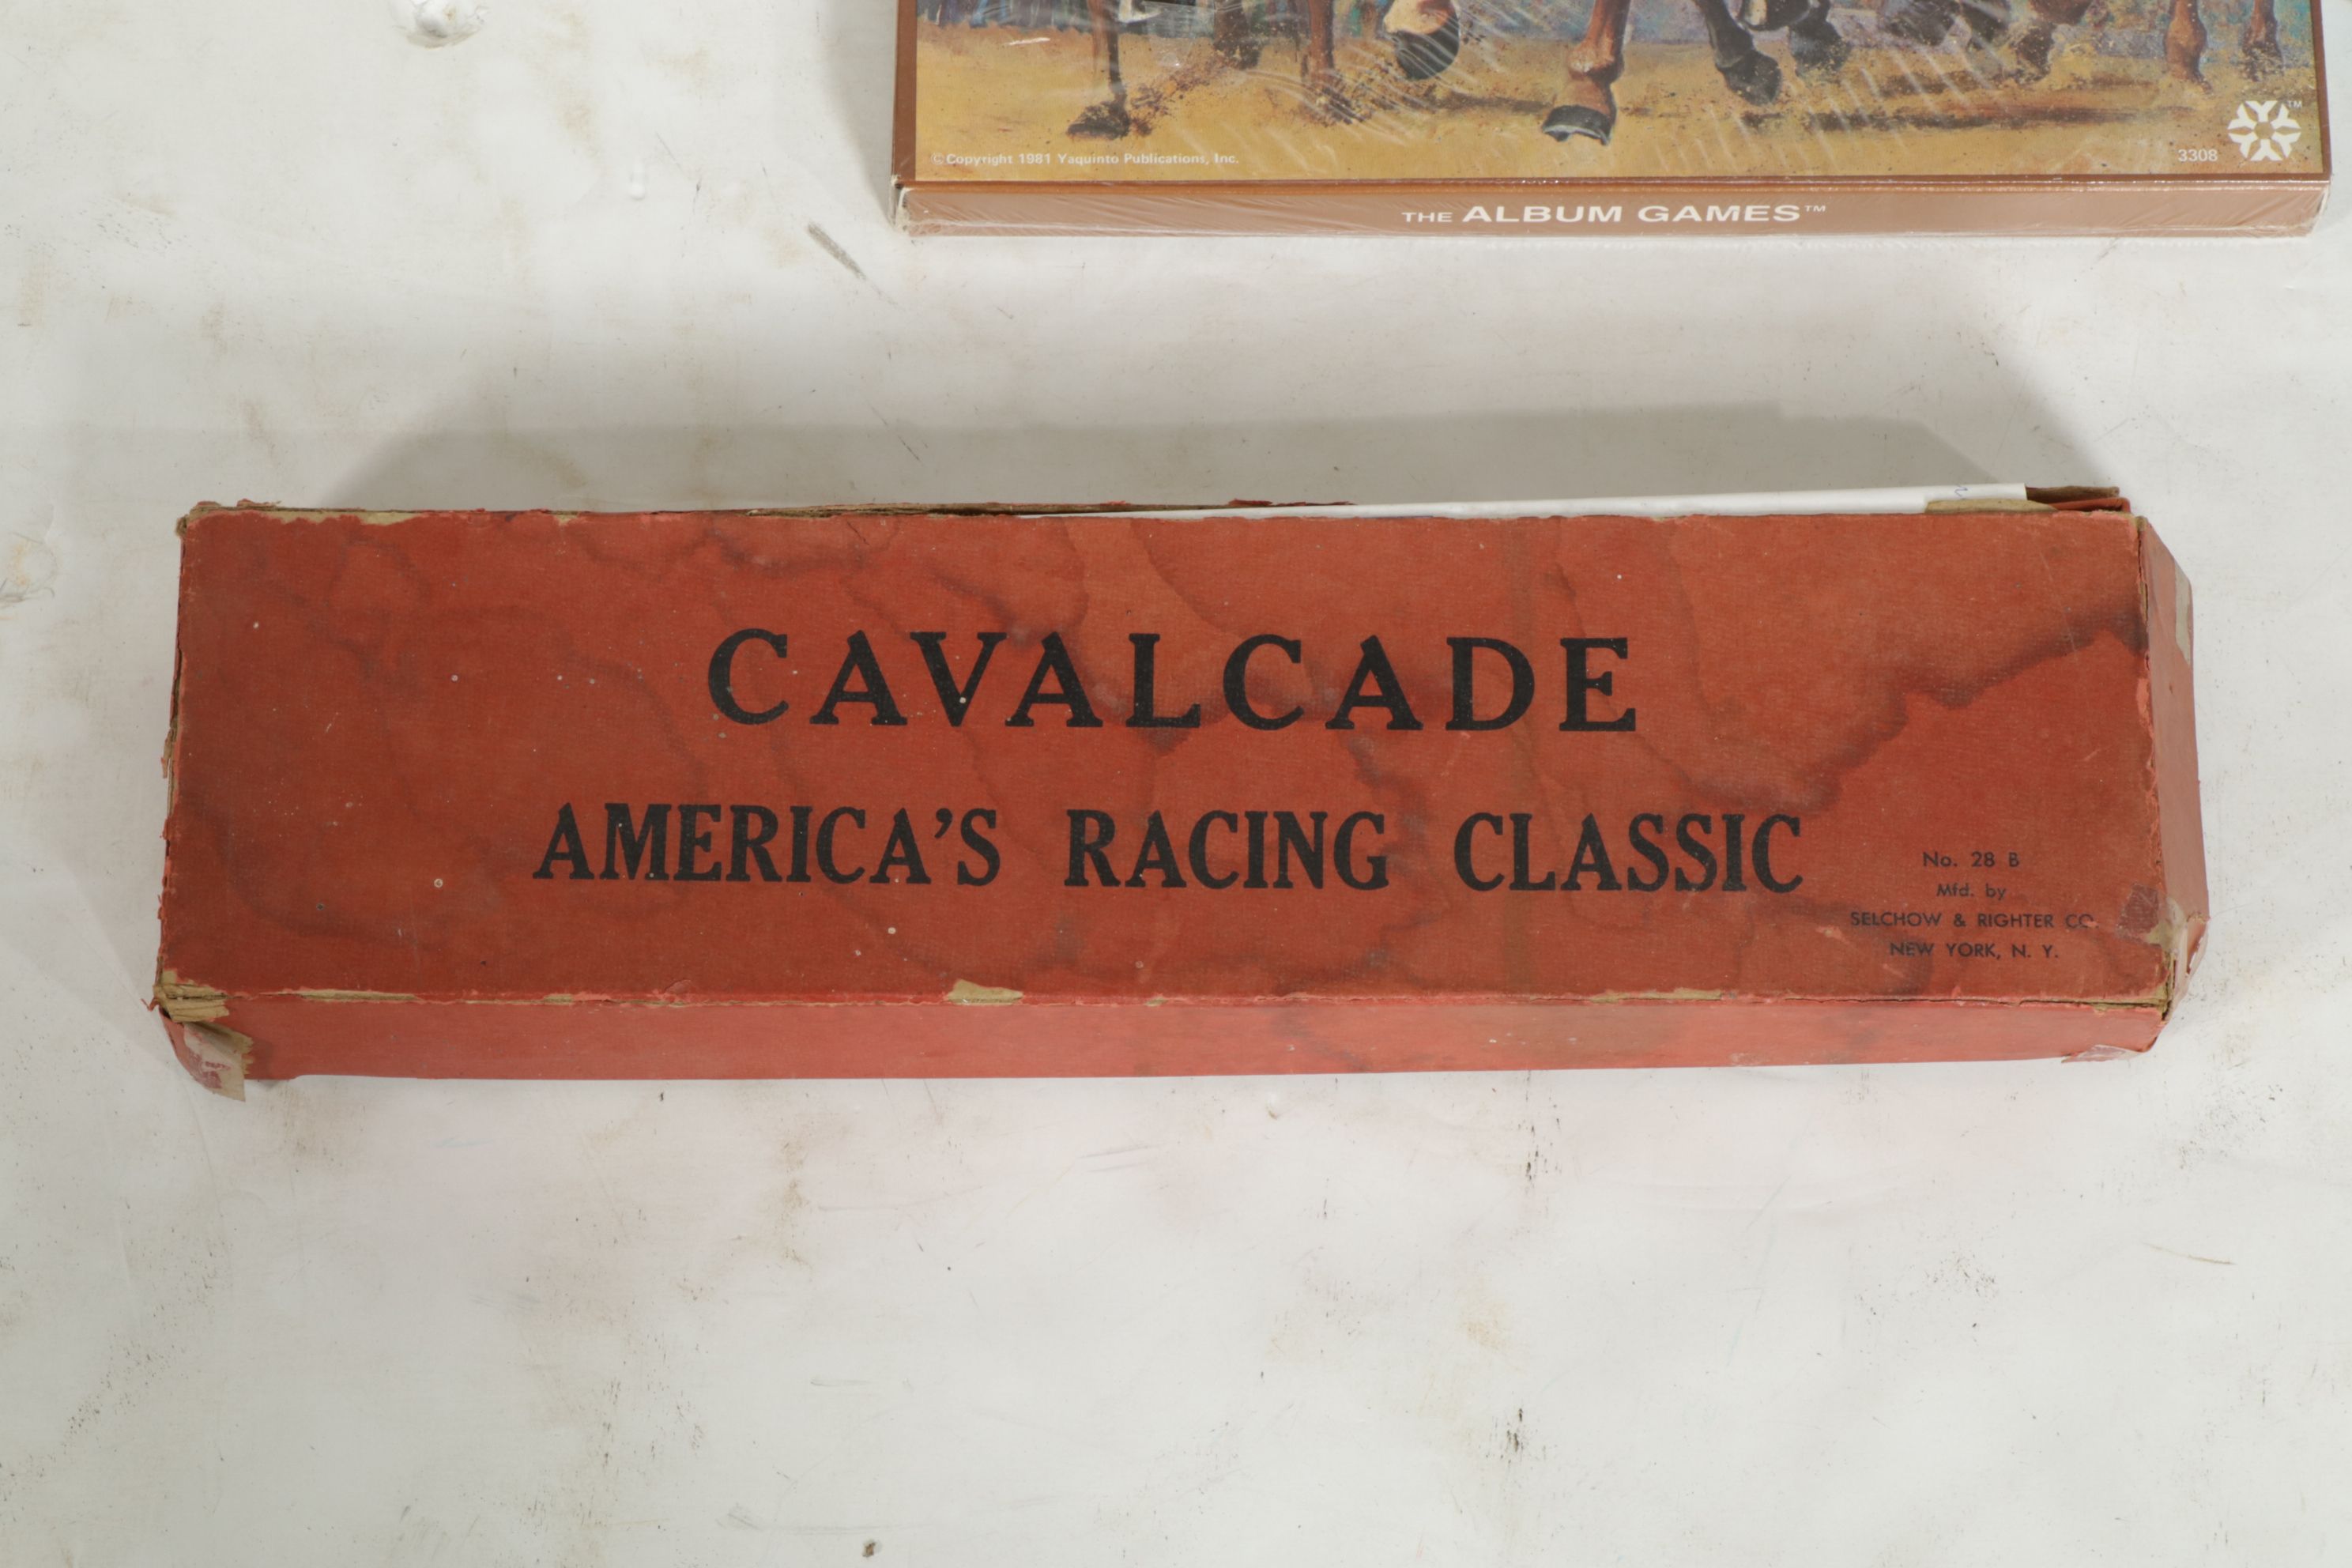 ©Copyright 1981 Yaquinto Publications, Inc.
3308
TM
THE ALBUM GAMES™
CAVALCADE
AMERICA'S RACING CLASSIC
No. 28 B
Mfd. by
SELCHOW & RIGHTER CO.
NEW YORK, N. Y.